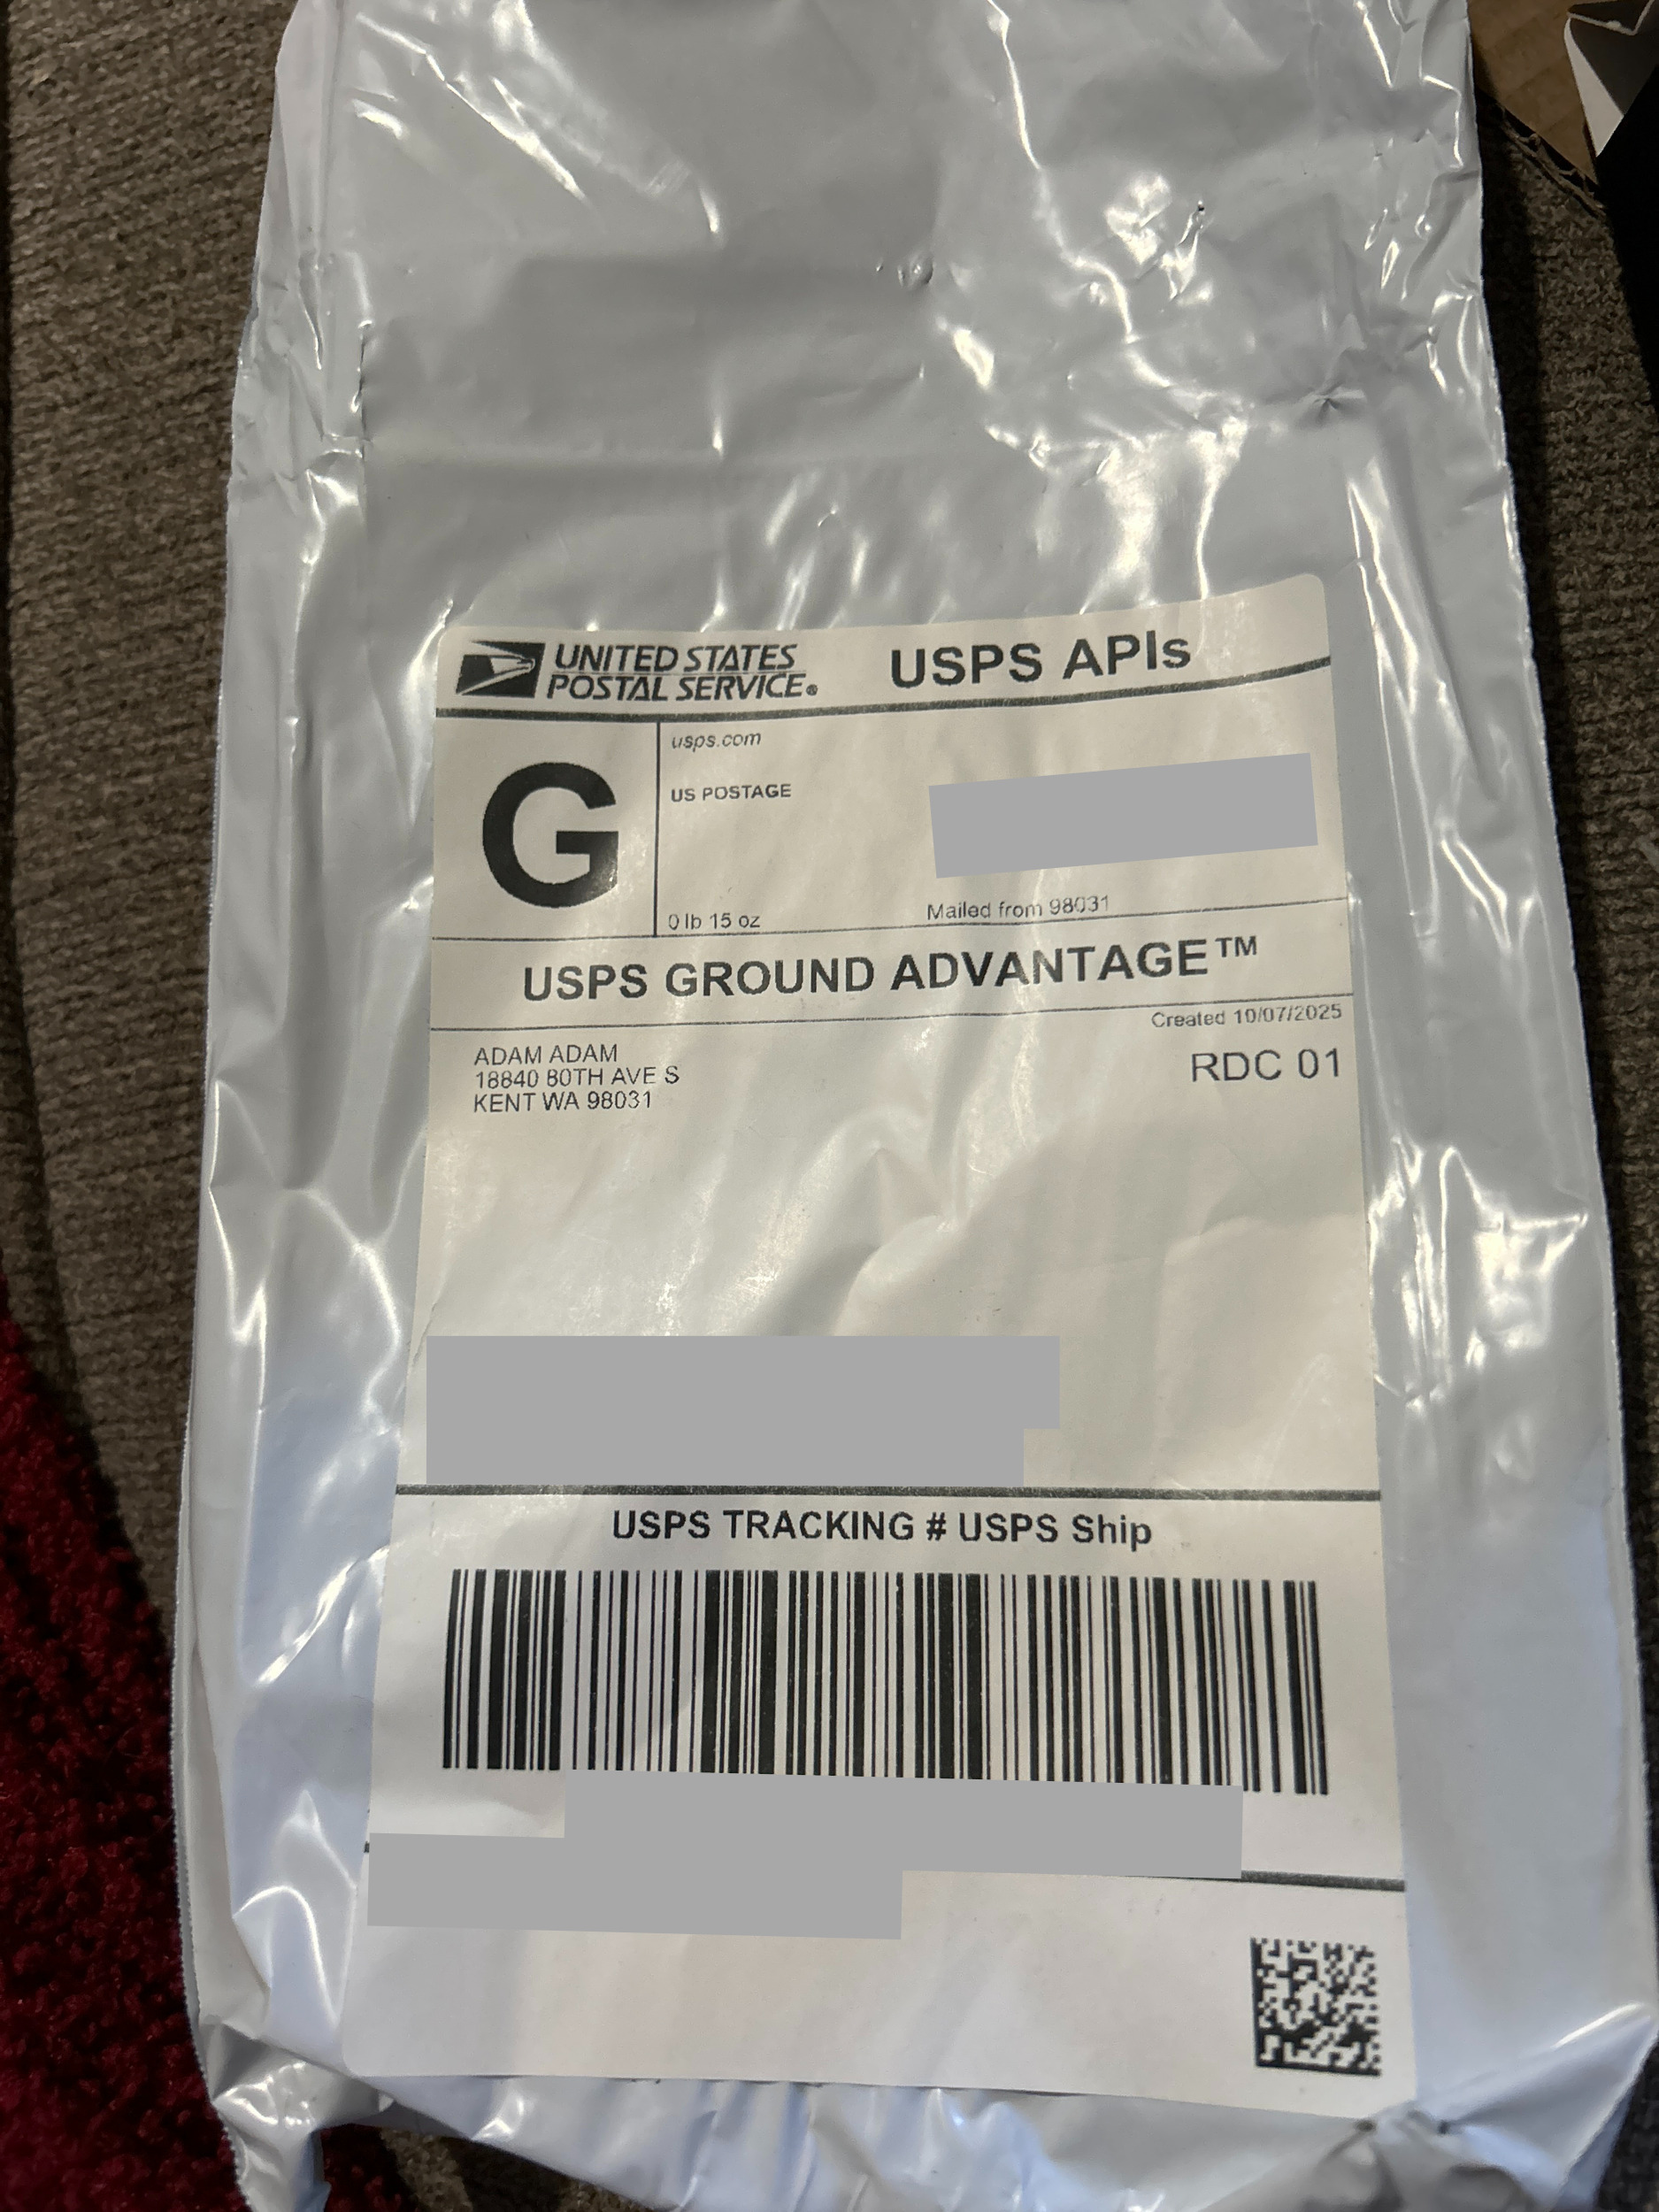 UNITED STATES
POSTAL SERVICE®
USPS APIs
G
usps.com
US POSTAGE
0 lb 15 oz
Mailed from 98031
USPS GROUND ADVANTAGE™
Created 10/07/2025
ADAM ADAM
18840 80TH AVE S
KENT WA 98031
RDC 01
USPS TRACKING # USPS Ship